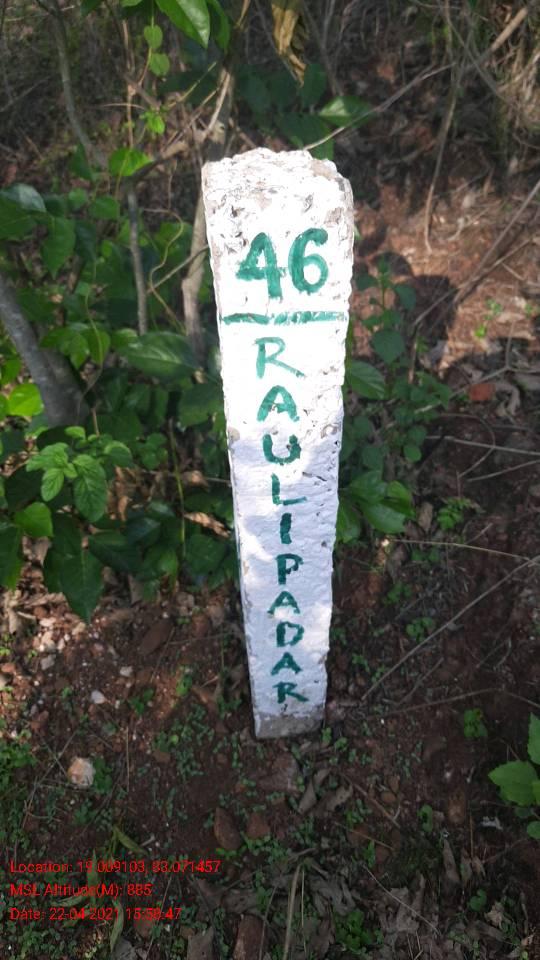 46
RAULIPADAR
Location: 19.009103, 83.071457
MSL Altitude(M): 885
Date: 22-04-2021 15:58:47